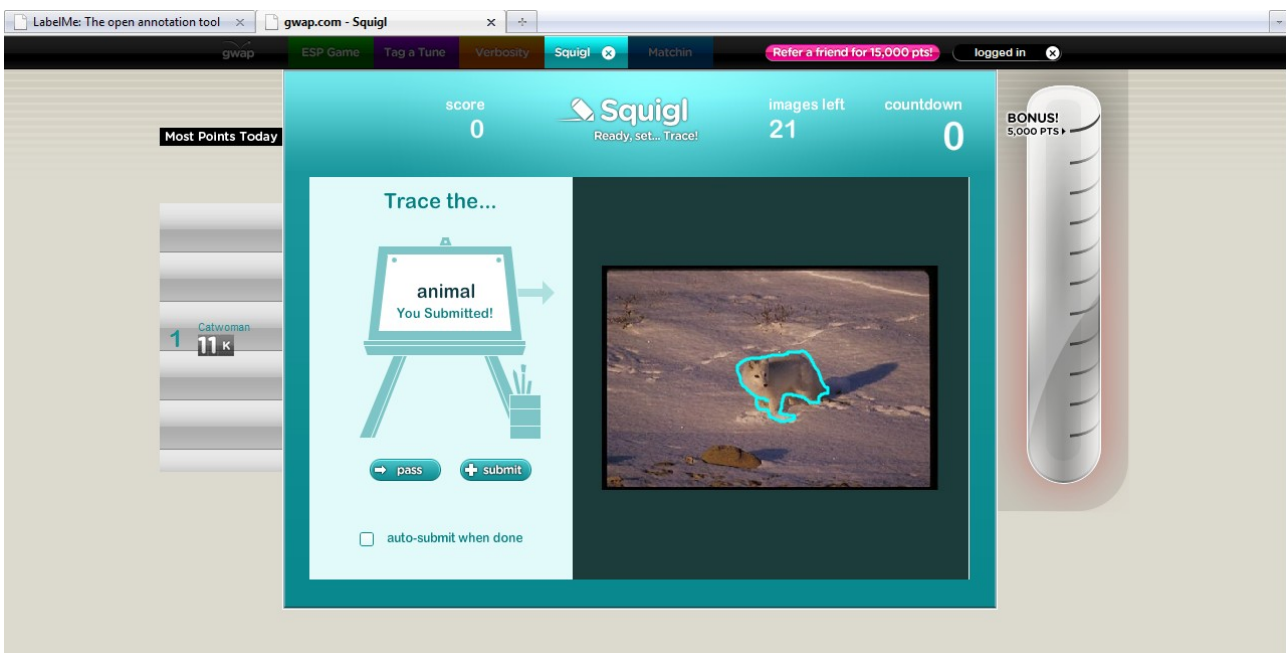 LabelMe: The open annotation tool
gwap.com - Squigl
gwap
ESP Game
Tag a Tune
Verbosity
Squigl
Matchin
Refer a friend for 15,000 pts!
logged in
score
0
Squigl
Ready, set... Trace!
images left
21
countdown
0
BONUS!
5,000 PTS
Most Points Today
1
Catwoman
11 K
Trace the...
animal
You Submitted!
pass
submit
auto-submit when done